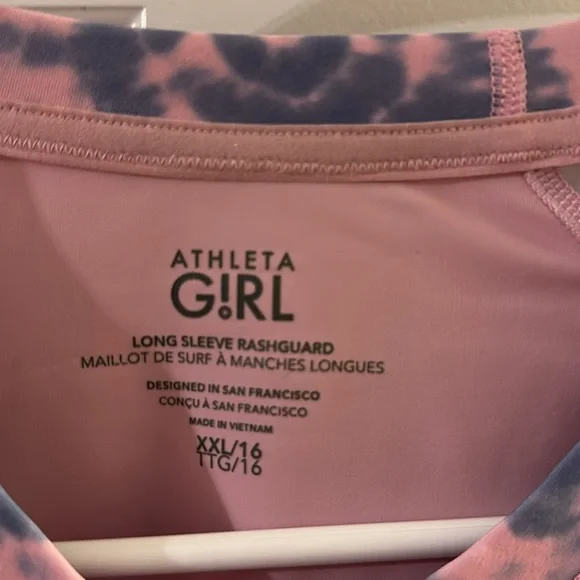 ATHLETA
G!RL
LONG SLEEVE RASHGUARD
MAILLOT DE SURF À MANCHES LONGUES
DESIGNED IN SAN FRANCISCO
CONÇU À SAN FRANCISCO
MADE IN VIETNAM
XXL/16
TTG/16